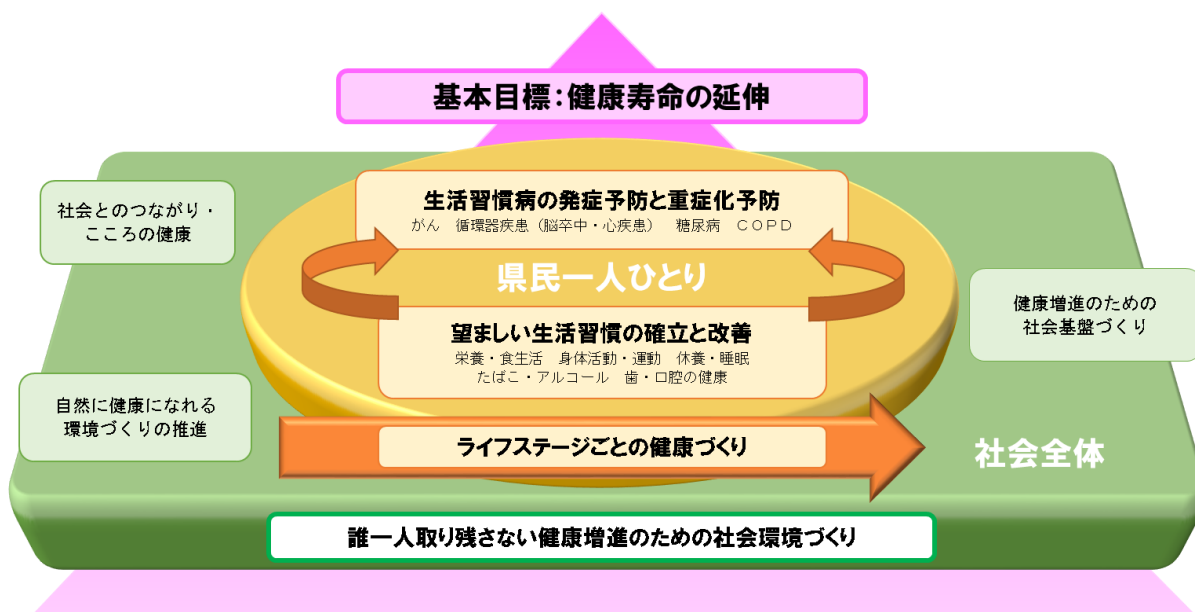 基本目標：健康寿命の延伸
社会とのつながり・
こころの健康
生活習慣病の発症予防と重症化予防
がん　循環器疾患（脳卒中・心疾患）　糖尿病　ＣＯＰＤ
県民一人ひとり
健康増進のための
社会基盤づくり
望ましい生活習慣の確立と改善
栄養・食生活　身体活動・運動　休養・睡眠
たばこ・アルコール　歯・口腔の健康
自然に健康になれる
環境づくりの推進
ライフステージごとの健康づくり
社会全体
誰一人取り残さない健康増進のための社会環境づくり